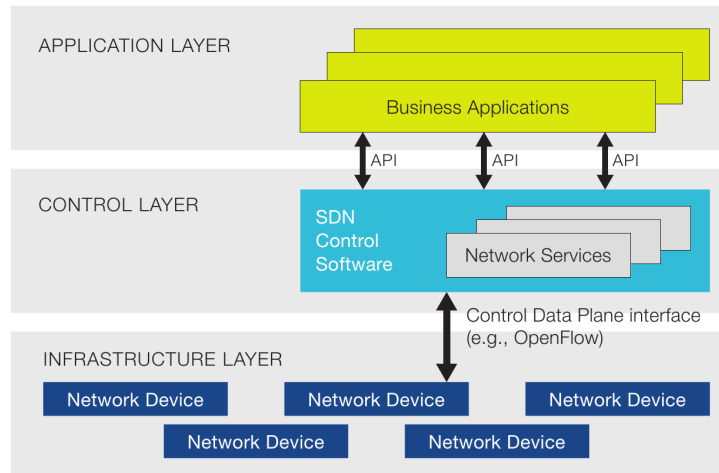 APPLICATION LAYER
Business Applications
API
API
API
CONTROL LAYER
SDN
Control
Software
Network Services
Control Data Plane interface
(e.g., OpenFlow)
INFRASTRUCTURE LAYER
Network Device
Network Device
Network Device
Network Device
Network Device